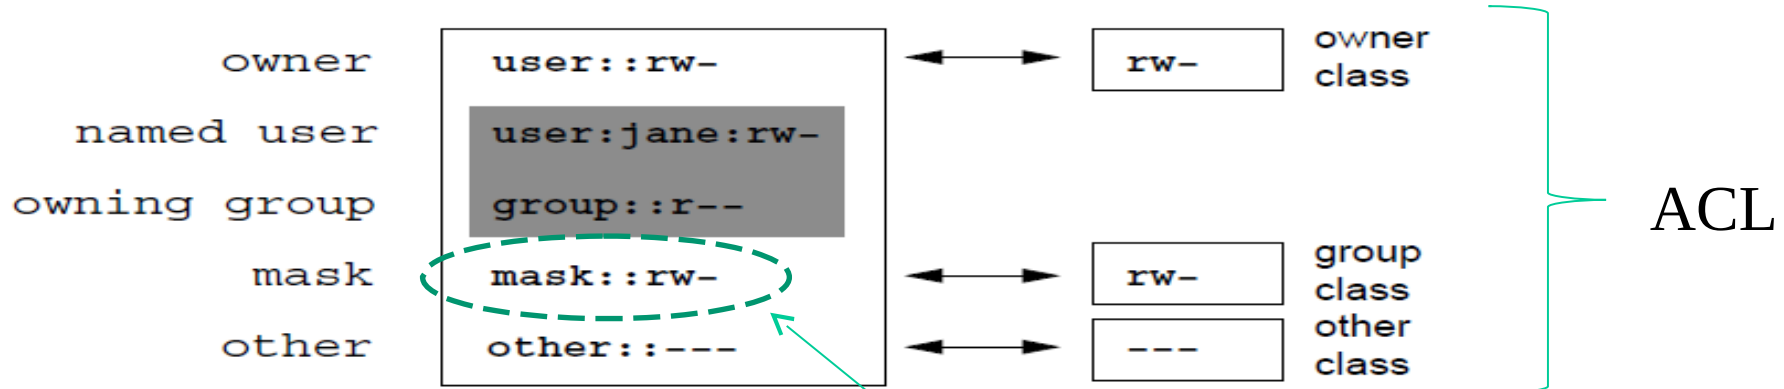 owner user::rw- rw- owner class
named user user:jane:rw-
owning group group::r--
ACL
mask mask::rw- rw- group class
other other::--- --- other class